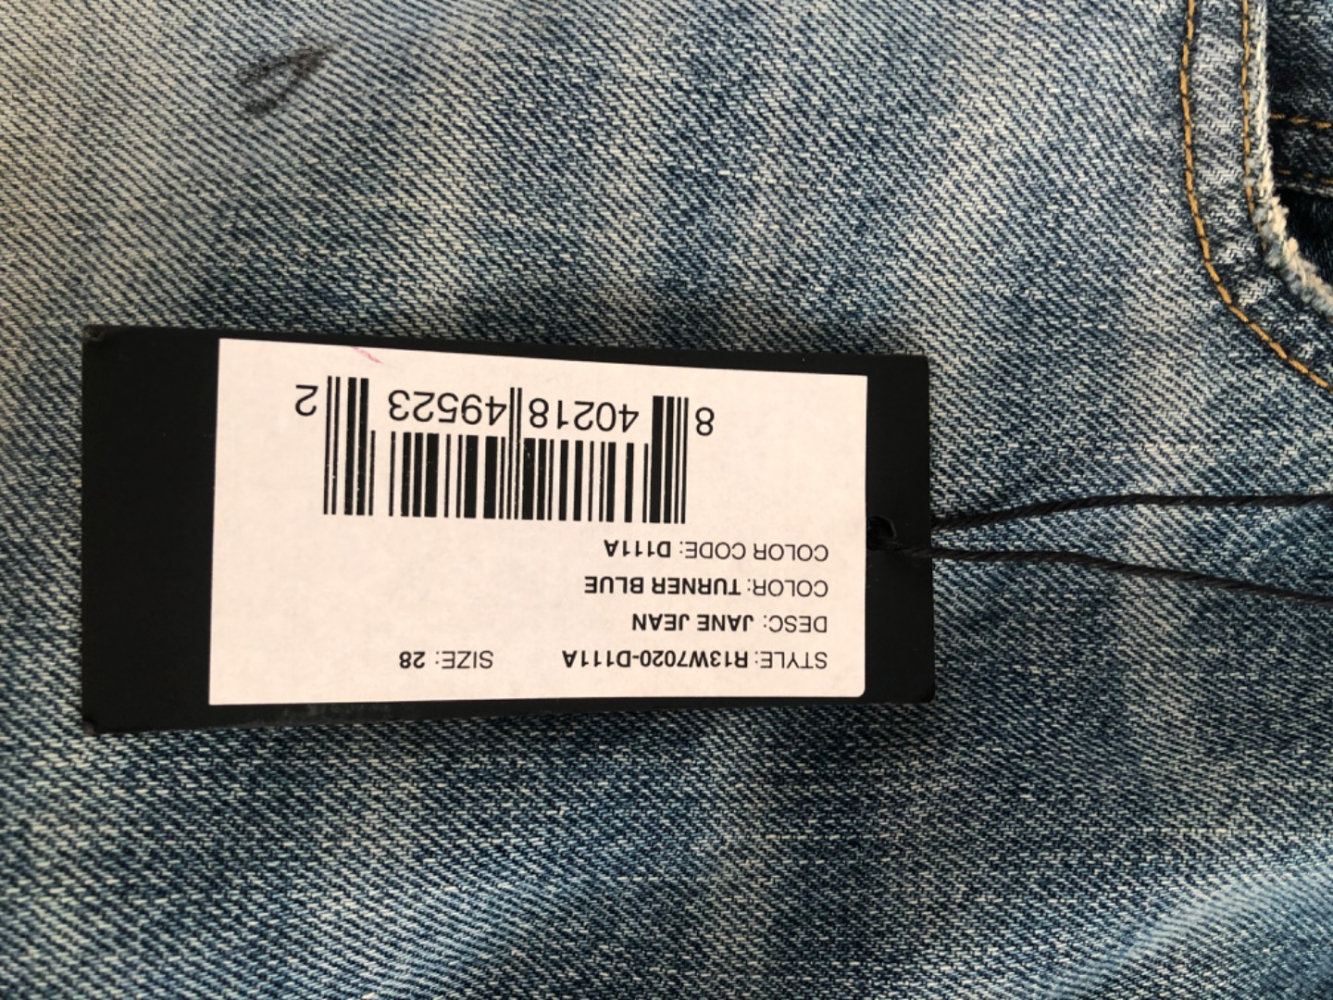 STYLE: R13W7020-D111A SIZE: 28
DESC: JANE JEAN
COLOR: TURNER BLUE
COLOR CODE: D111A
8 40218 49523 2